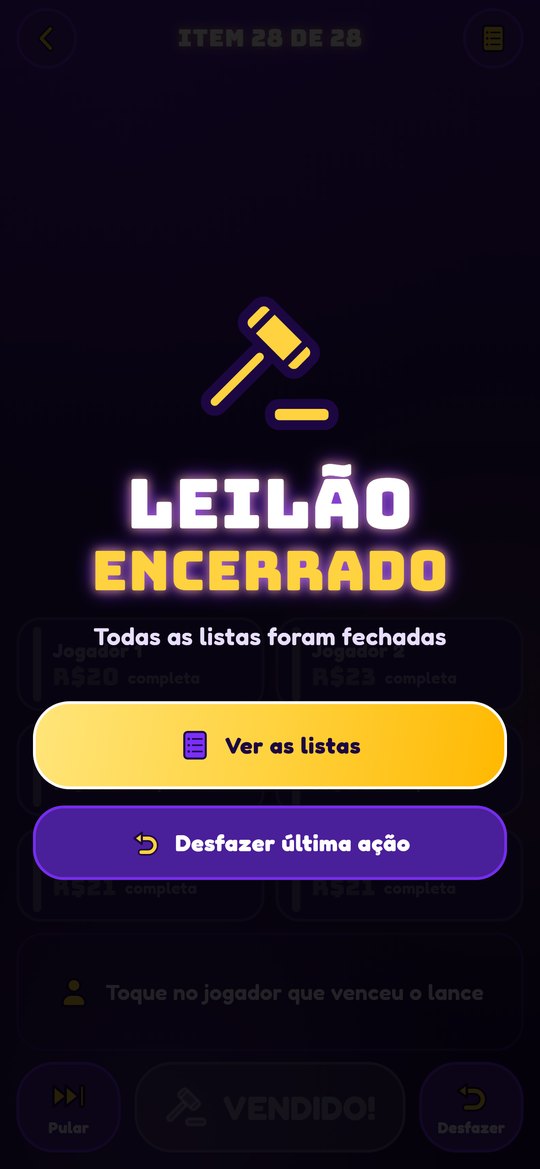 ITEM 28 DE 28
LEILÃO
ENCERRADO
Todas as listas foram fechadas
Jogador 1
R$20 completa
Jogador 2
R$23 completa
Ver as listas
Desfazer última ação
R$21 completa
R$21 completa
Toque no jogador que venceu o lance
Pular
VENDIDO!
Desfazer